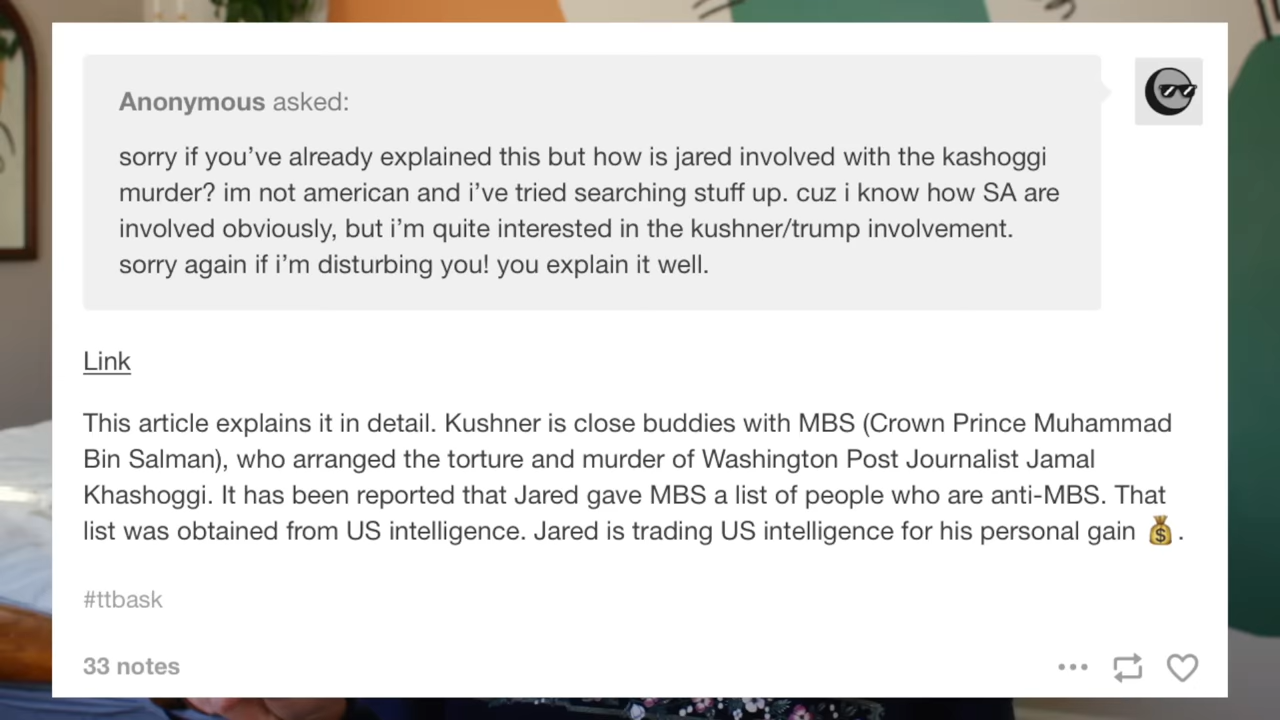 Anonymous asked:
sorry if you’ve already explained this but how is jared involved with the kashoggi
murder? im not american and i’ve tried searching stuff up. cuz i know how SA are
involved obviously, but i’m quite interested in the kushner/trump involvement.
sorry again if i’m disturbing you! you explain it well.
Link
This article explains it in detail. Kushner is close buddies with MBS (Crown Prince Muhammad
Bin Salman), who arranged the torture and murder of Washington Post Journalist Jamal
Khashoggi. It has been reported that Jared gave MBS a list of people who are anti-MBS. That
list was obtained from US intelligence. Jared is trading US intelligence for his personal gain 💰.
#ttbask
33 notes